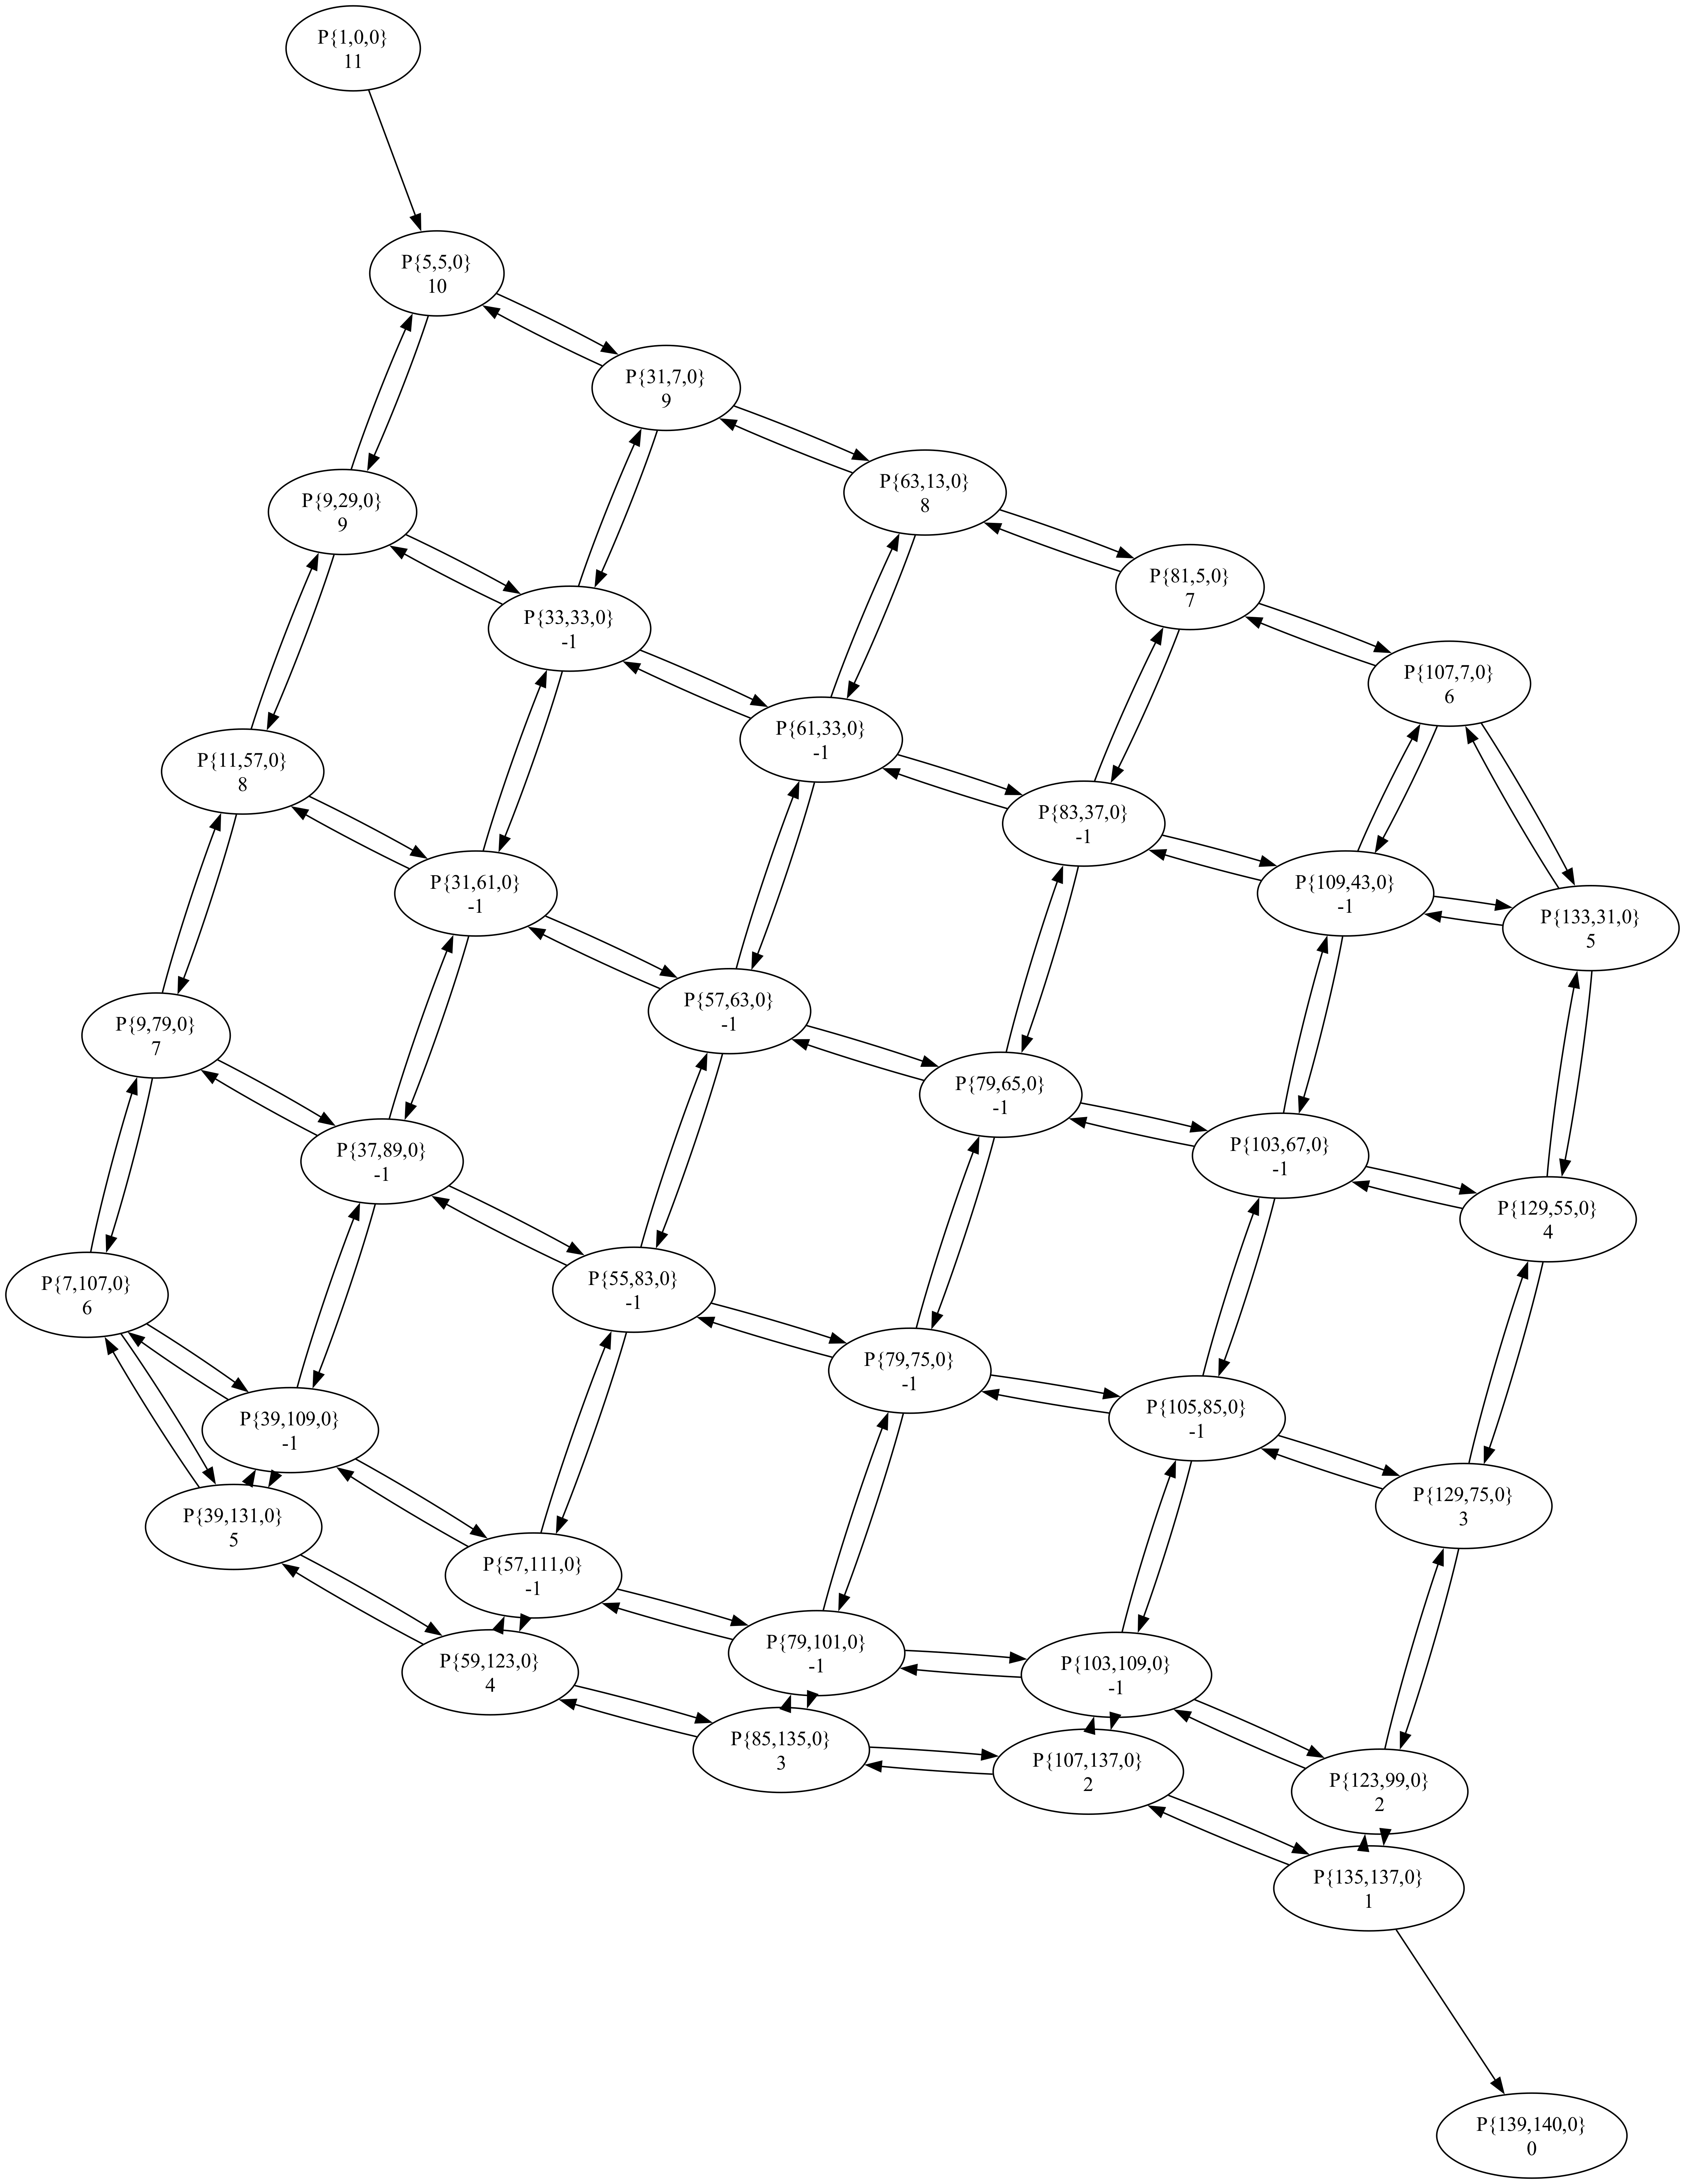 P{1,0,0}
11
P{5,5,0}
10
P{31,7,0}
9
P{63,13,0}
8
P{9,29,0}
9
P{81,5,0}
7
P{33,33,0}
-1
P{107,7,0}
6
P{61,33,0}
-1
P{11,57,0}
8
P{83,37,0}
-1
P{31,61,0}
-1
P{109,43,0}
-1
P{133,31,0}
5
P{57,63,0}
-1
P{9,79,0}
7
P{79,65,0}
-1
P{103,67,0}
-1
P{37,89,0}
-1
P{129,55,0}
4
P{55,83,0}
-1
P{7,107,0}
6
P{79,75,0}
-1
P{105,85,0}
-1
P{39,109,0}
-1
P{129,75,0}
3
P{39,131,0}
5
P{57,111,0}
-1
P{79,101,0}
-1
P{59,123,0}
4
P{103,109,0}
-1
P{85,135,0}
3
P{107,137,0}
2
P{123,99,0}
2
P{135,137,0}
1
P{139,140,0}
0